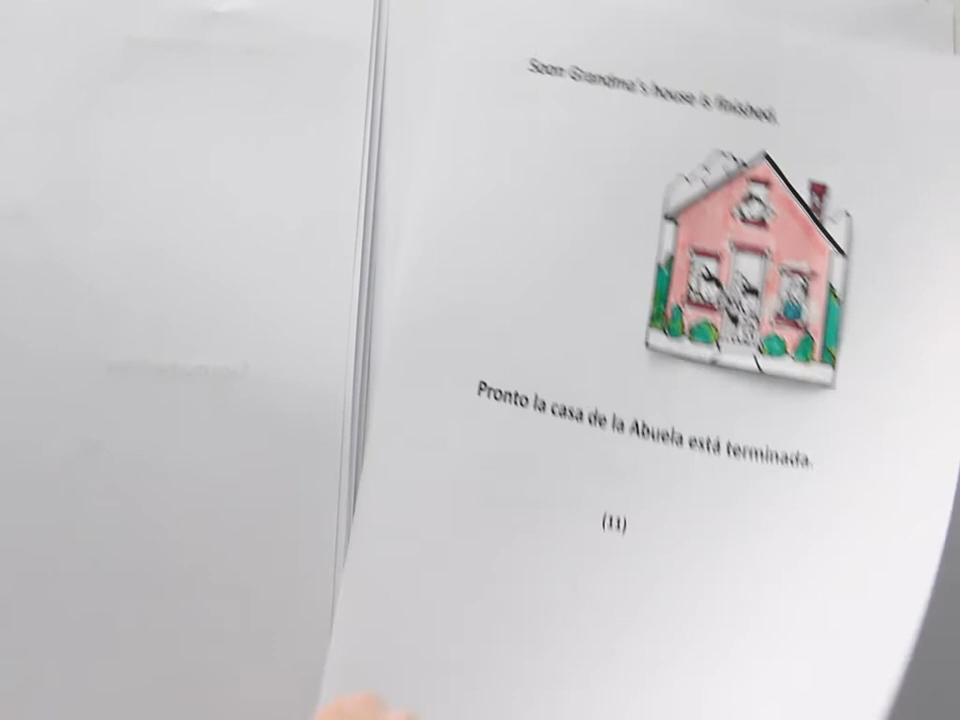 Soon Grandma's house is finished.
Pronto la casa de la Abuela está terminada.
(11)